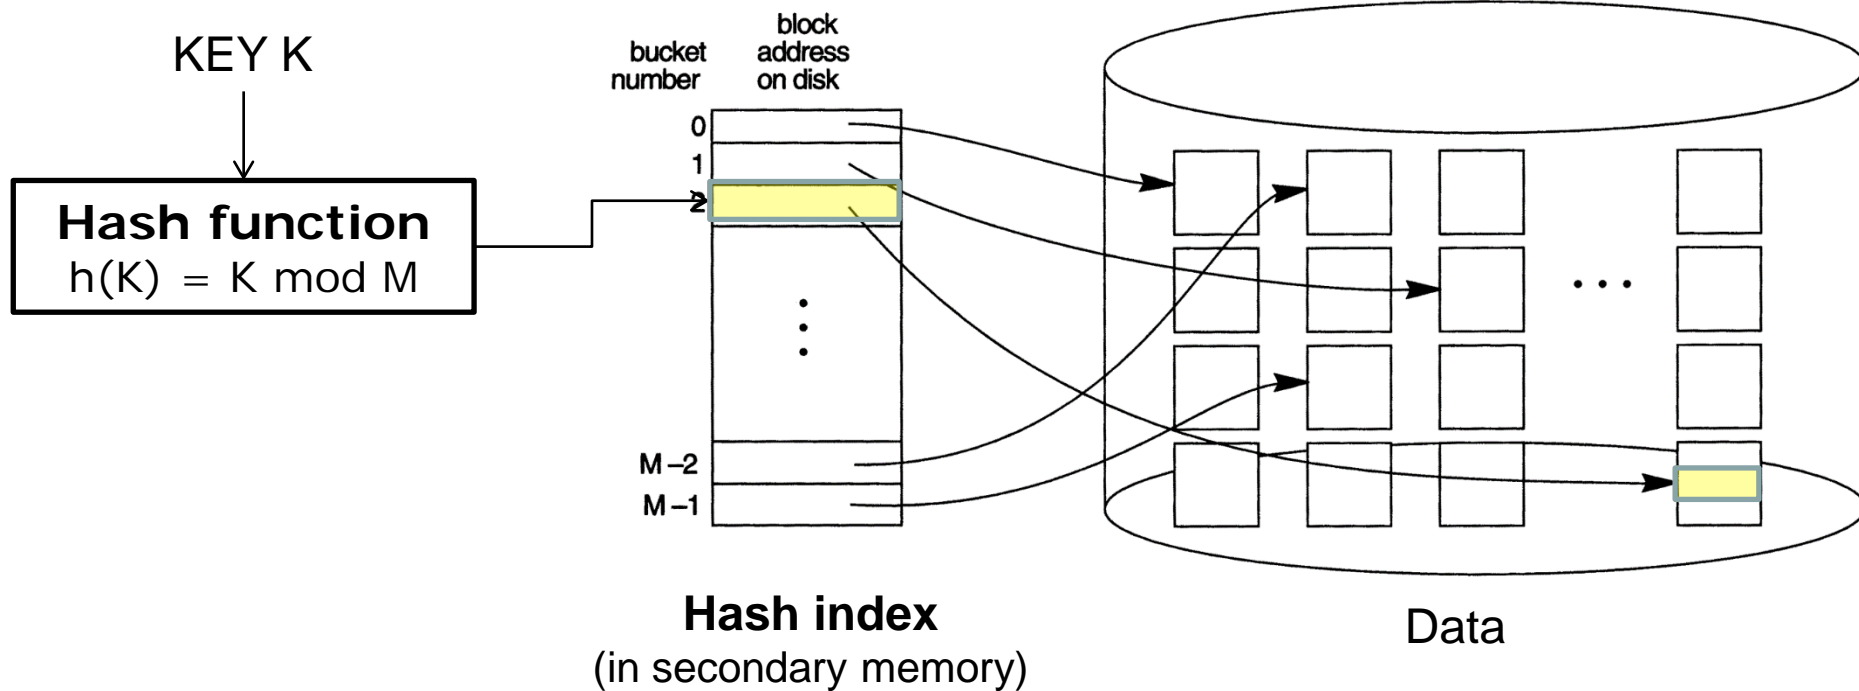 KEY K
Hash function
h(K) = K mod M
bucket
number
block
address
on disk
0
1
2
M–2
M–1
Hash index
(in secondary memory)
Data